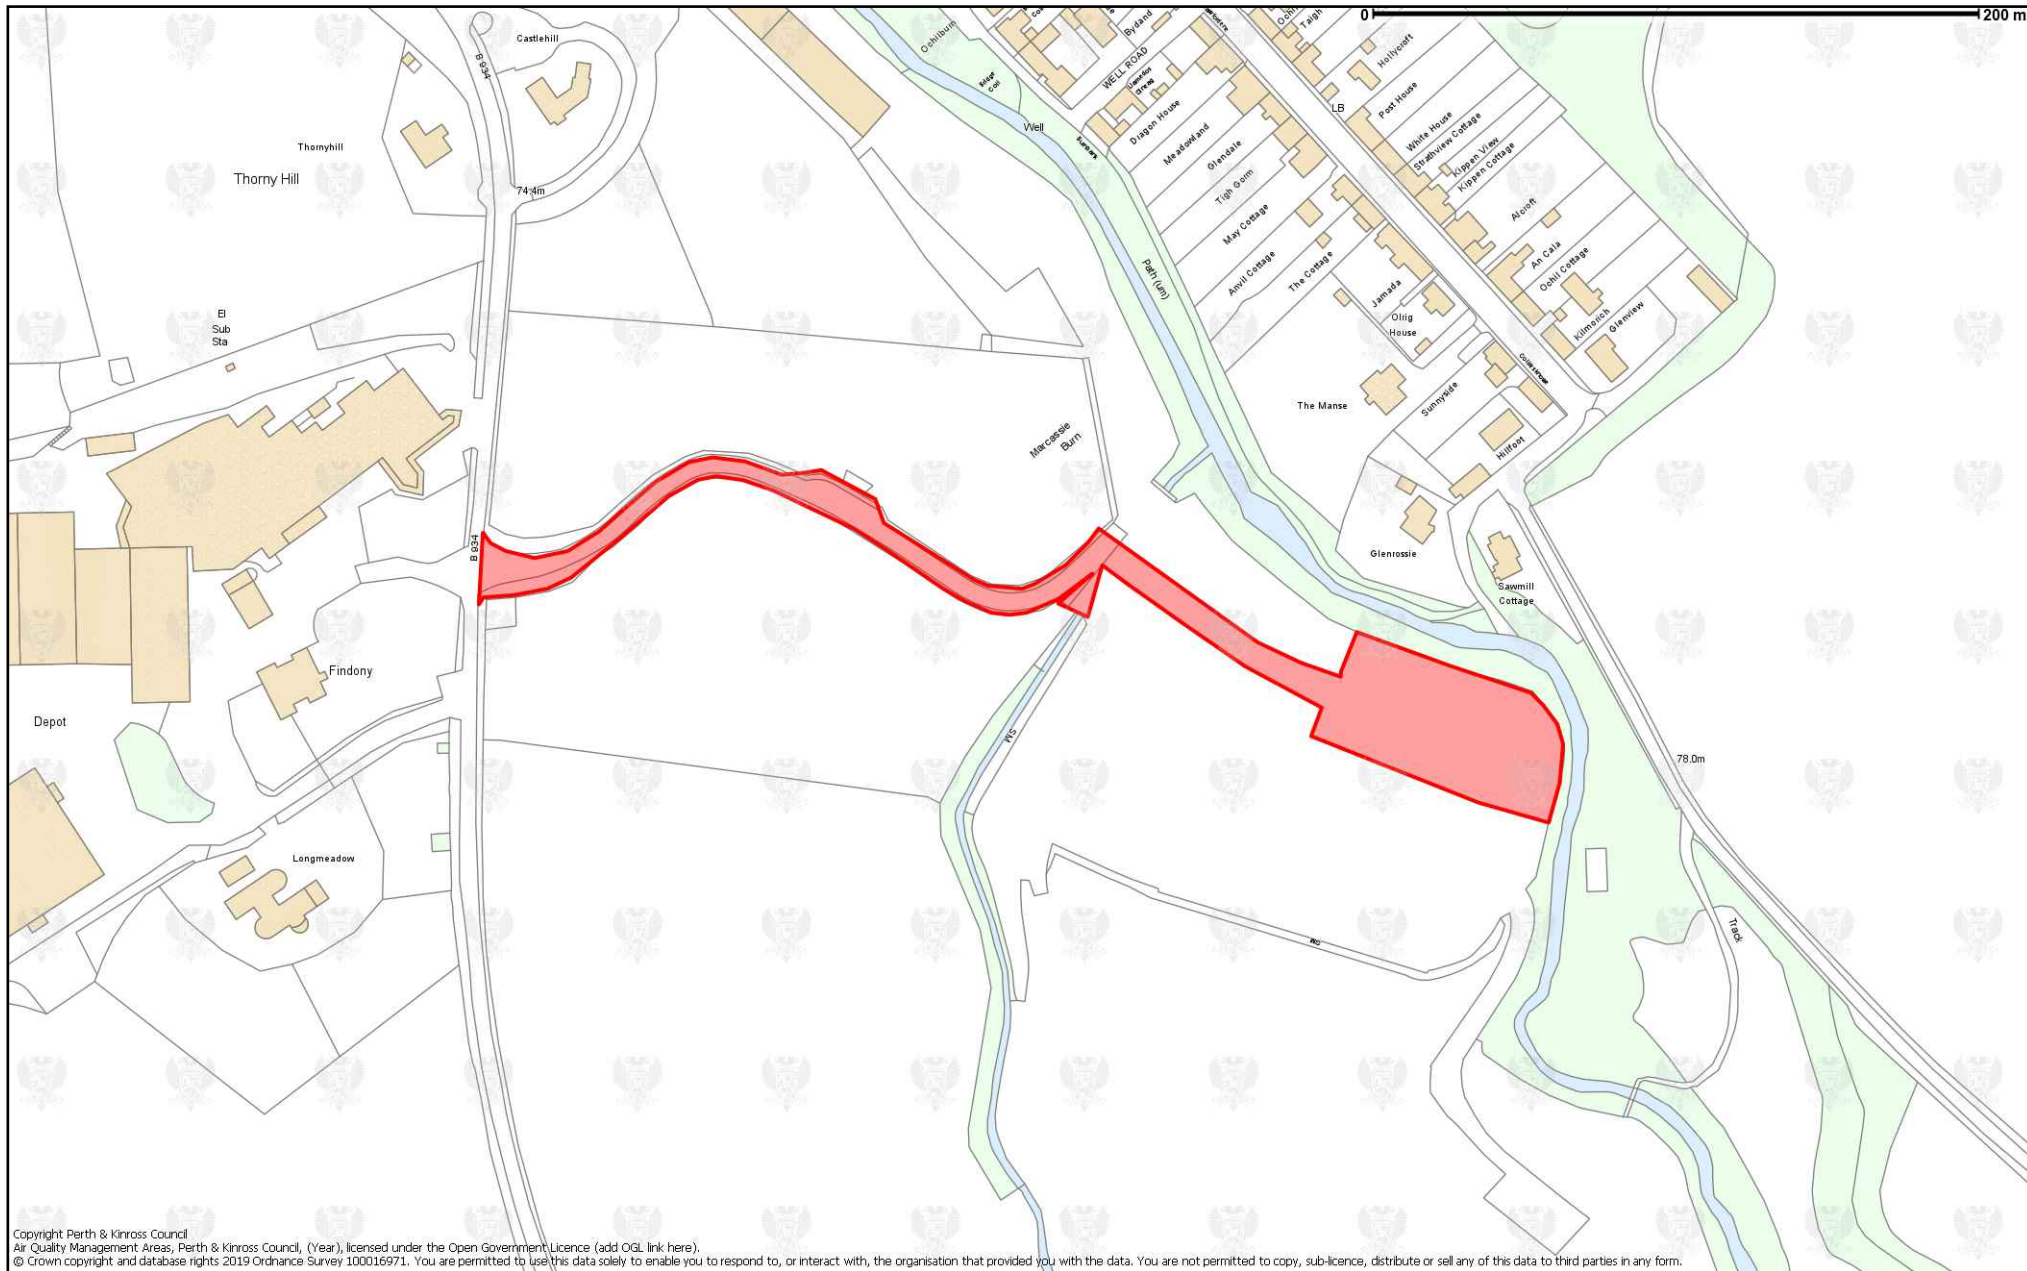 0
200 m
Castlehill
B 934
Thornyhill
Thorny Hill
74.4m
El
Sub
Sta
Ochilburn
Bydand
WELL ROAD
Well
Dragon House
Meadowland
Glendale
Tigh Gorm
May Cottage
Anvil Cottage
The Cottage
Jamada
Olrig
House
LB
Hollycroft
Post House
White House
Strathview Cottage
Kippen View
Kippen Cottage
Alcroft
An Cala
Ochil Cottage
Kilmorich
Glenview
Path (um)
The Manse
Sunnyside
Hillfoot
Marcassie
Burn
Glenrossie
Sawmill
Cottage
B 934
Findony
Depot
SM
78.0m
Longmeadow
Track
Copyright Perth & Kinross Council
Air Quality Management Areas, Perth & Kinross Council, (Year), licensed under the Open Government Licence (add OGL link here).
© Crown copyright and database rights 2019 Ordnance Survey 100016971. You are permitted to use this data solely to enable you to respond to, or interact with, the organisation that provided you with the data. You are not permitted to copy, sub-licence, distribute or sell any of this data to third parties in any form.